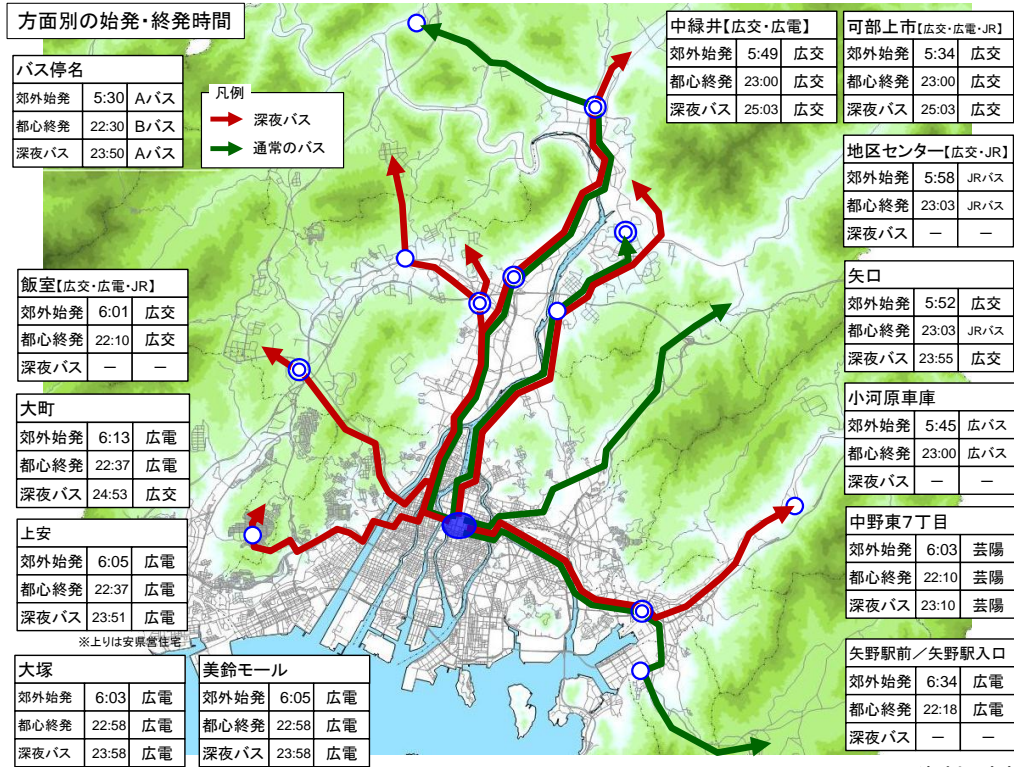 方面別の始発・終発時間
バス停名
郊外始発 5:30 Aバス
都心終発 22:30 Bバス
深夜バス 23:50 Aバス
凡例
深夜バス
通常のバス
中緑井【広交・広電】
郊外始発 5:49 広交
都心終発 23:00 広交
深夜バス 25:03 広交
可部上市【広交・広電・JR】
郊外始発 5:34 広交
都心終発 23:00 広交
深夜バス 25:03 広交
地区センター【広交・JR】
郊外始発 5:58 JRバス
都心終発 23:03 JRバス
深夜バス － －
飯室【広交・広電・JR】
郊外始発 6:01 広交
都心終発 22:10 広交
深夜バス － －
矢口
郊外始発 5:52 広交
都心終発 23:03 JRバス
深夜バス 23:55 広交
大町
郊外始発 6:13 広電
都心終発 22:37 広電
深夜バス 24:53 広交
小河原車庫
郊外始発 5:45 広バス
都心終発 23:00 広バス
深夜バス － －
上安
郊外始発 6:05 広電
都心終発 22:37 広電
深夜バス 23:51 広電
※上りは安県営住宅
中野東7丁目
郊外始発 6:03 芸陽
都心終発 22:10 芸陽
深夜バス 23:10 芸陽
大塚
郊外始発 6:03 広電
都心終発 22:58 広電
深夜バス 23:58 広電
美鈴モール
郊外始発 6:05 広電
都心終発 22:58 広電
深夜バス 23:58 広電
矢野駅前／矢野駅入口
郊外始発 6:34 広電
都心終発 22:18 広電
深夜バス － －